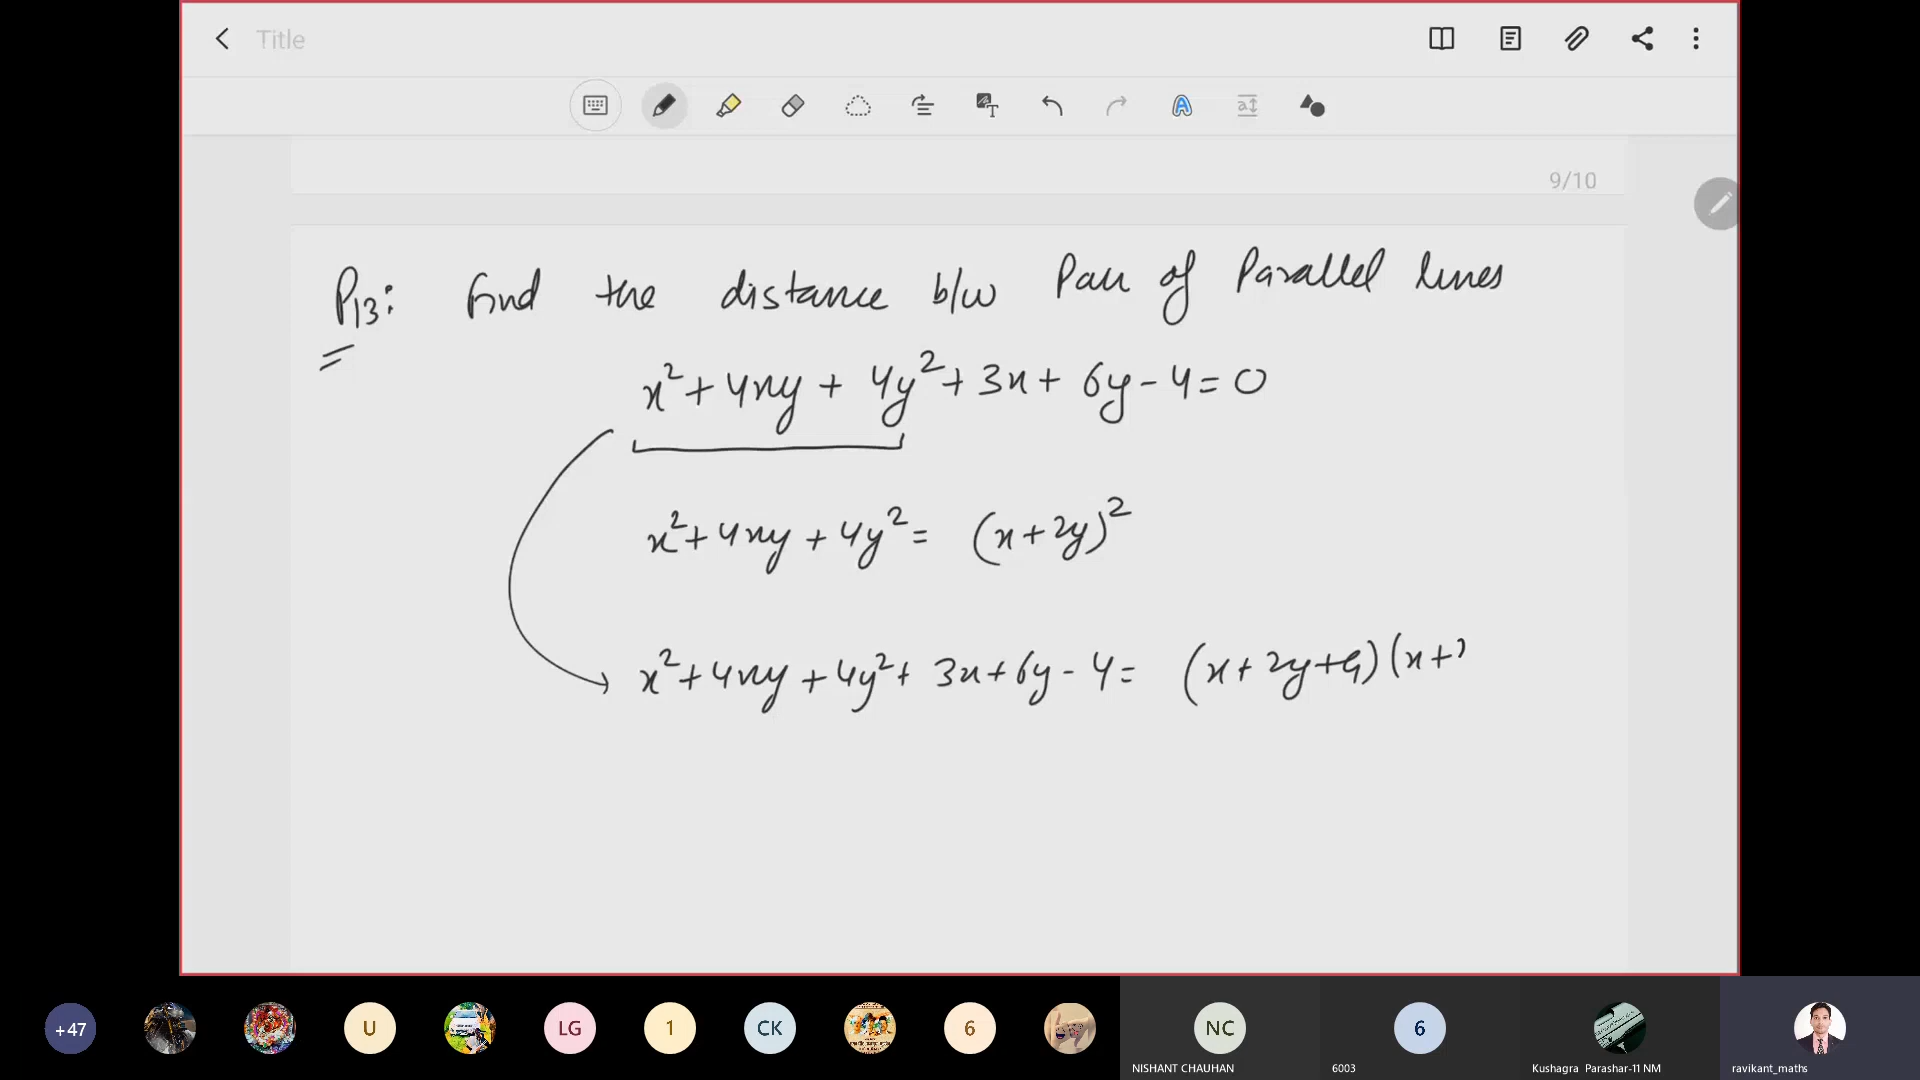 Title
9/10
P13: Find the distance b/w Pair of Parallel lines
x²+4xy+4y²+3x+6y-4=0
x²+4xy+4y²= (x+2y)²
x²+4xy+4y²+3x+6y-4= (x+2y+c₁)(x+
+47
U
LG
1
CK
6
NC
6
NISHANT CHAUHAN
6003
Kushagra Parashar-11 NM
ravikant_maths